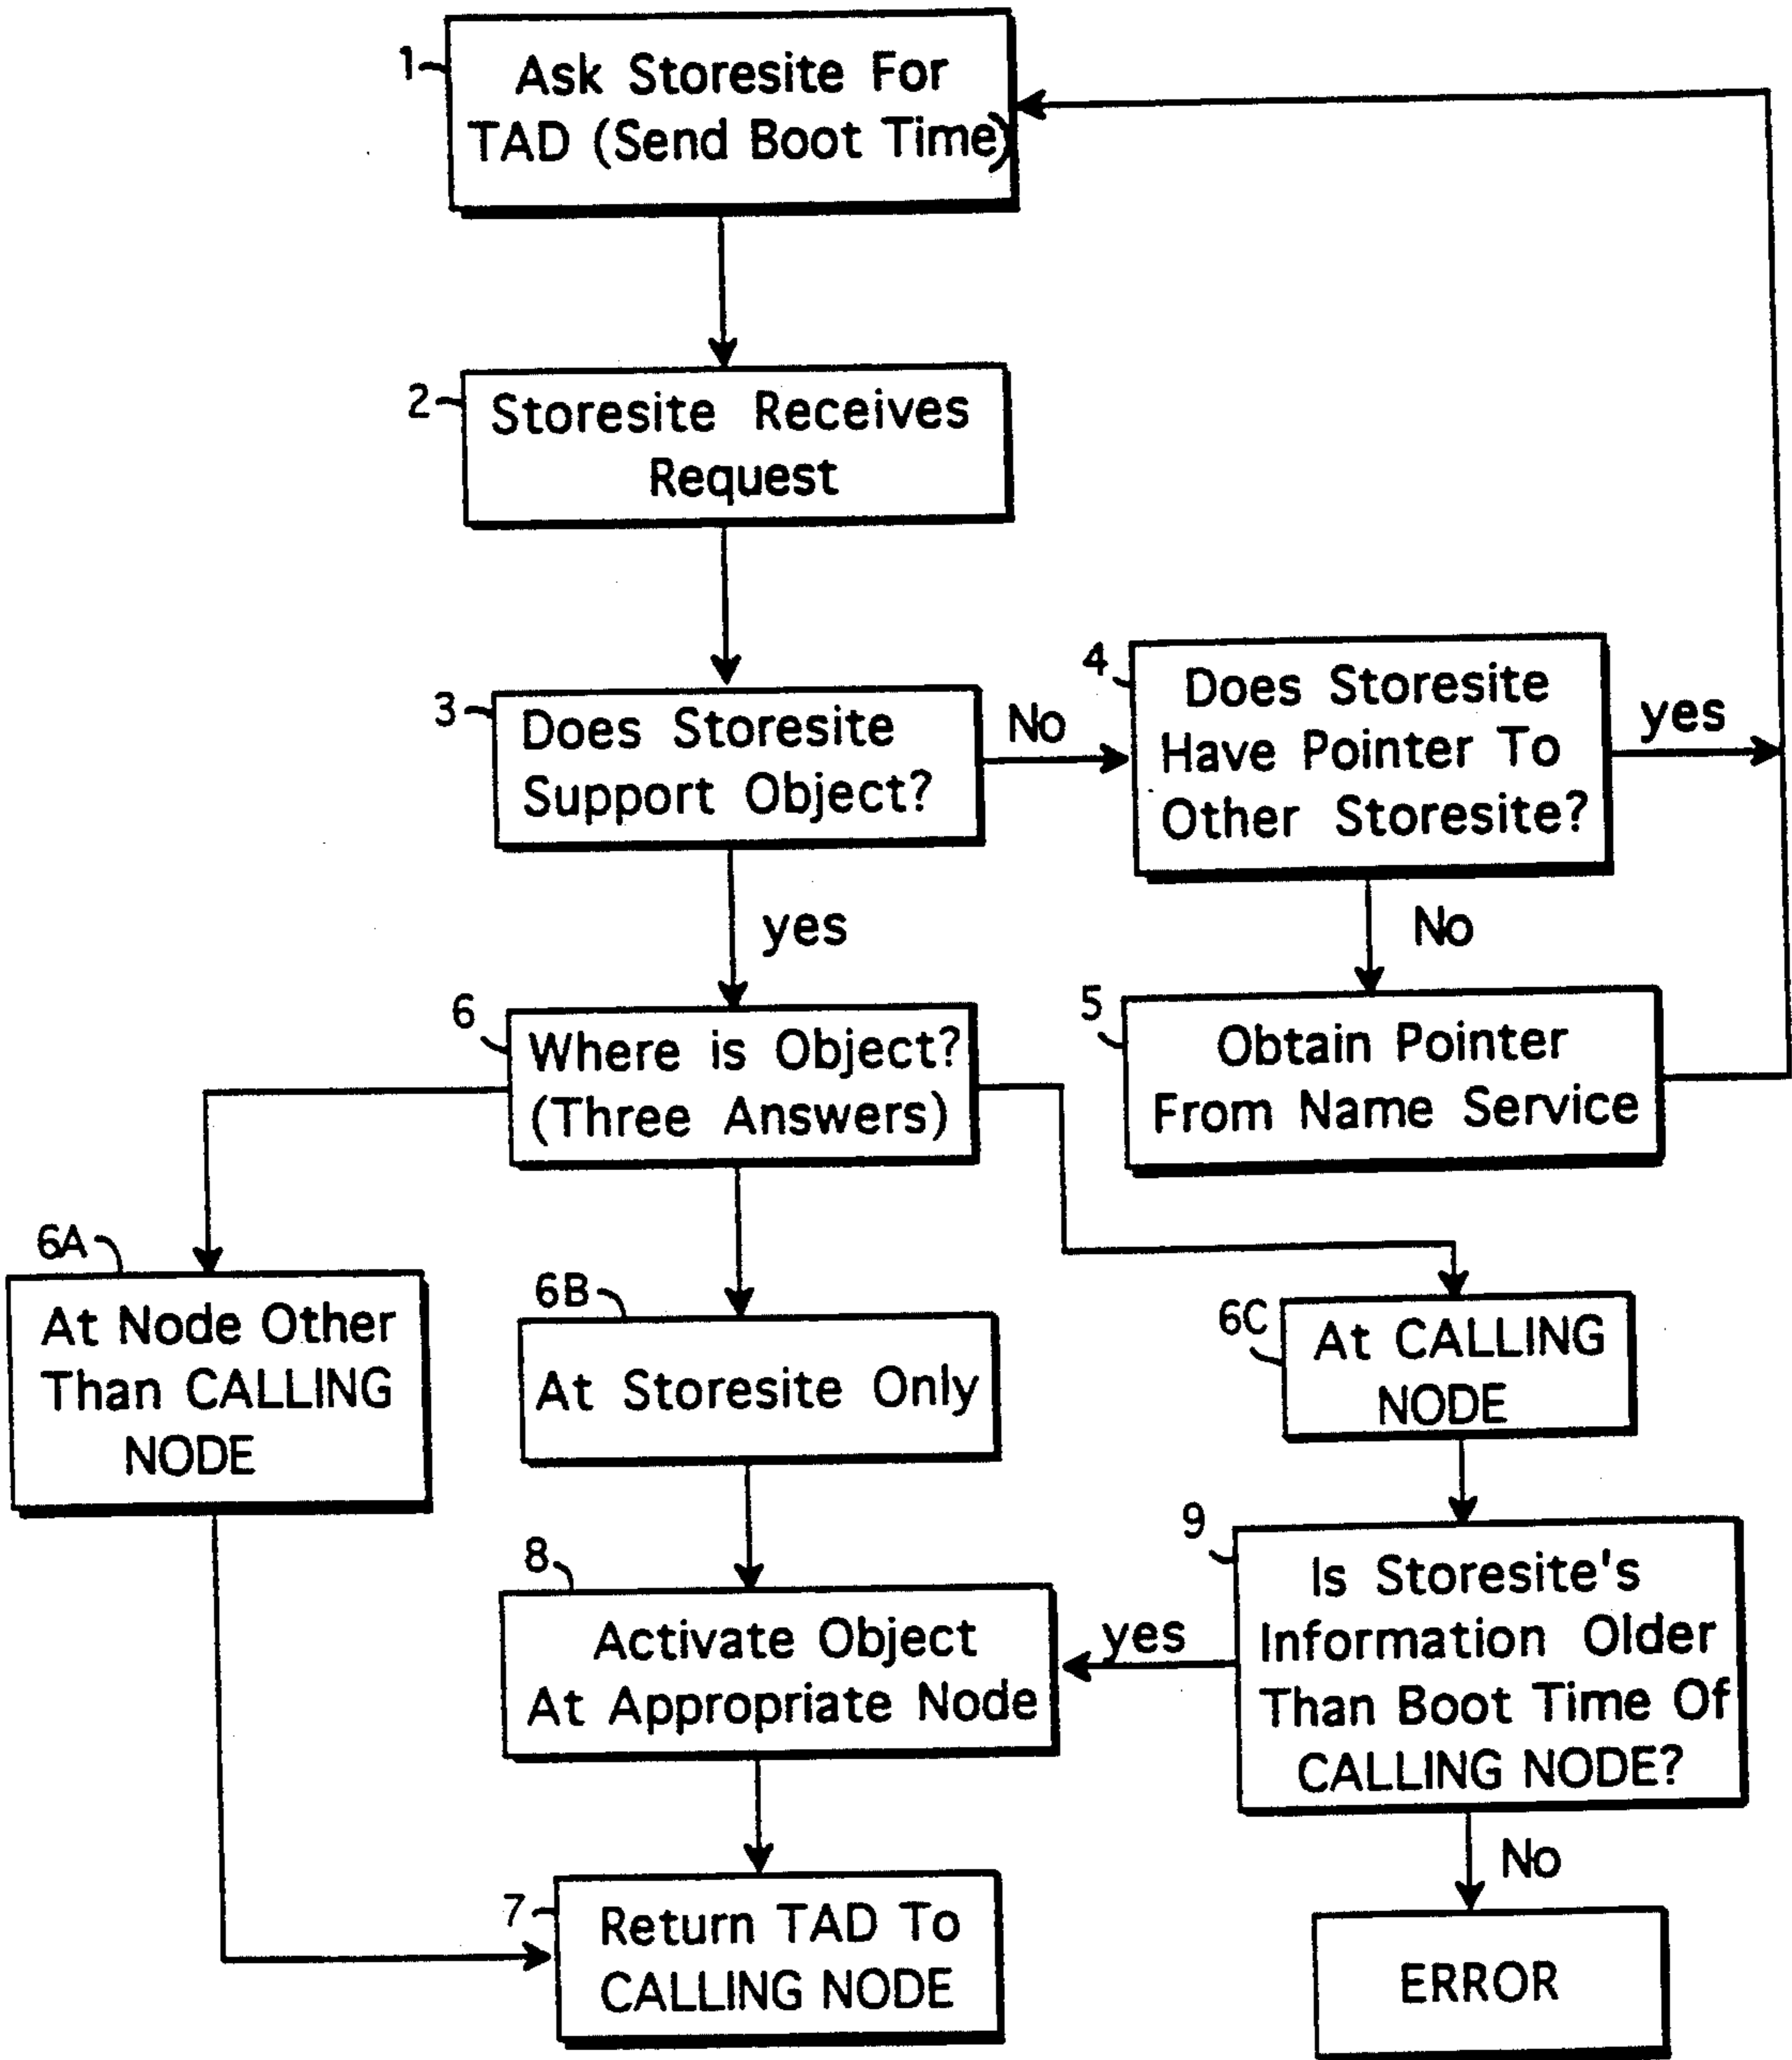 1
Ask Storesite For
TAD (Send Boot Time)
2
Storesite Receives
Request
3
Does Storesite
Support Object?
No
4
Does Storesite
Have Pointer To
Other Storesite?
yes
yes
No
5
Obtain Pointer
From Name Service
6
Where is Object?
(Three Answers)
6A
At Node Other
Than CALLING
NODE
6B
At Storesite Only
6C
At CALLING
NODE
8
Activate Object
At Appropriate Node
yes
9
Is Storesite's
Information Older
Than Boot Time Of
CALLING NODE?
No
7
Return TAD To
CALLING NODE
ERROR